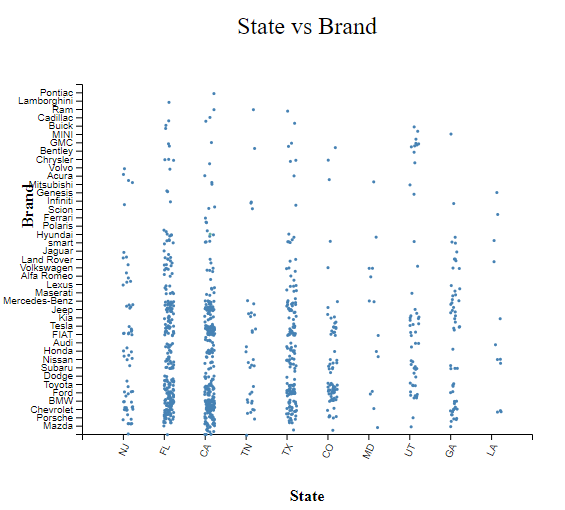 State vs Brand
Pontiac
Lamborghini
Ram
Cadillac
Buick
MINI
GMC
Bentley
Chrysler
Volvo
Acura
Mitsubishi
Genesis
Infiniti
Scion
Ferrari
Polaris
Hyundai
smart
Jaguar
Land Rover
Volkswagen
Alfa Romeo
Lexus
Maserati
Mercedes-Benz
Jeep
Kia
Tesla
FIAT
Audi
Honda
Nissan
Subaru
Dodge
Toyota
Ford
BMW
Chevrolet
Porsche
Mazda
Brand
NJ FL CA TN TX CO MD UT GA LA
State